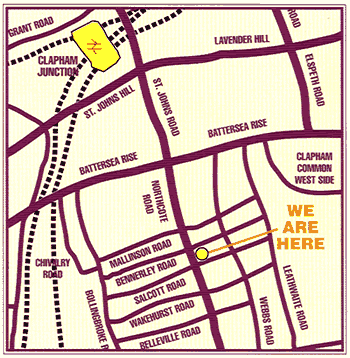 GRANT ROAD
CLAPHAM
JUNCTION
LAVENDER HILL
ELSPETH ROAD
ST. JOHNS HILL
ST. JOHNS ROAD
BATTERSEA RISE
BATTERSEA RISE
CLAPHAM
COMMON
WEST SIDE
NORTHCOTE
ROAD
WE
ARE
HERE
MALLINSON ROAD
BENNERLEY ROAD
CHIVALRY
ROAD
SALCOTT ROAD
WAKEHURST ROAD
BELLEVILLE ROAD
BOLLINGBROKE
WEBBS ROAD
LEATHWAITE ROAD